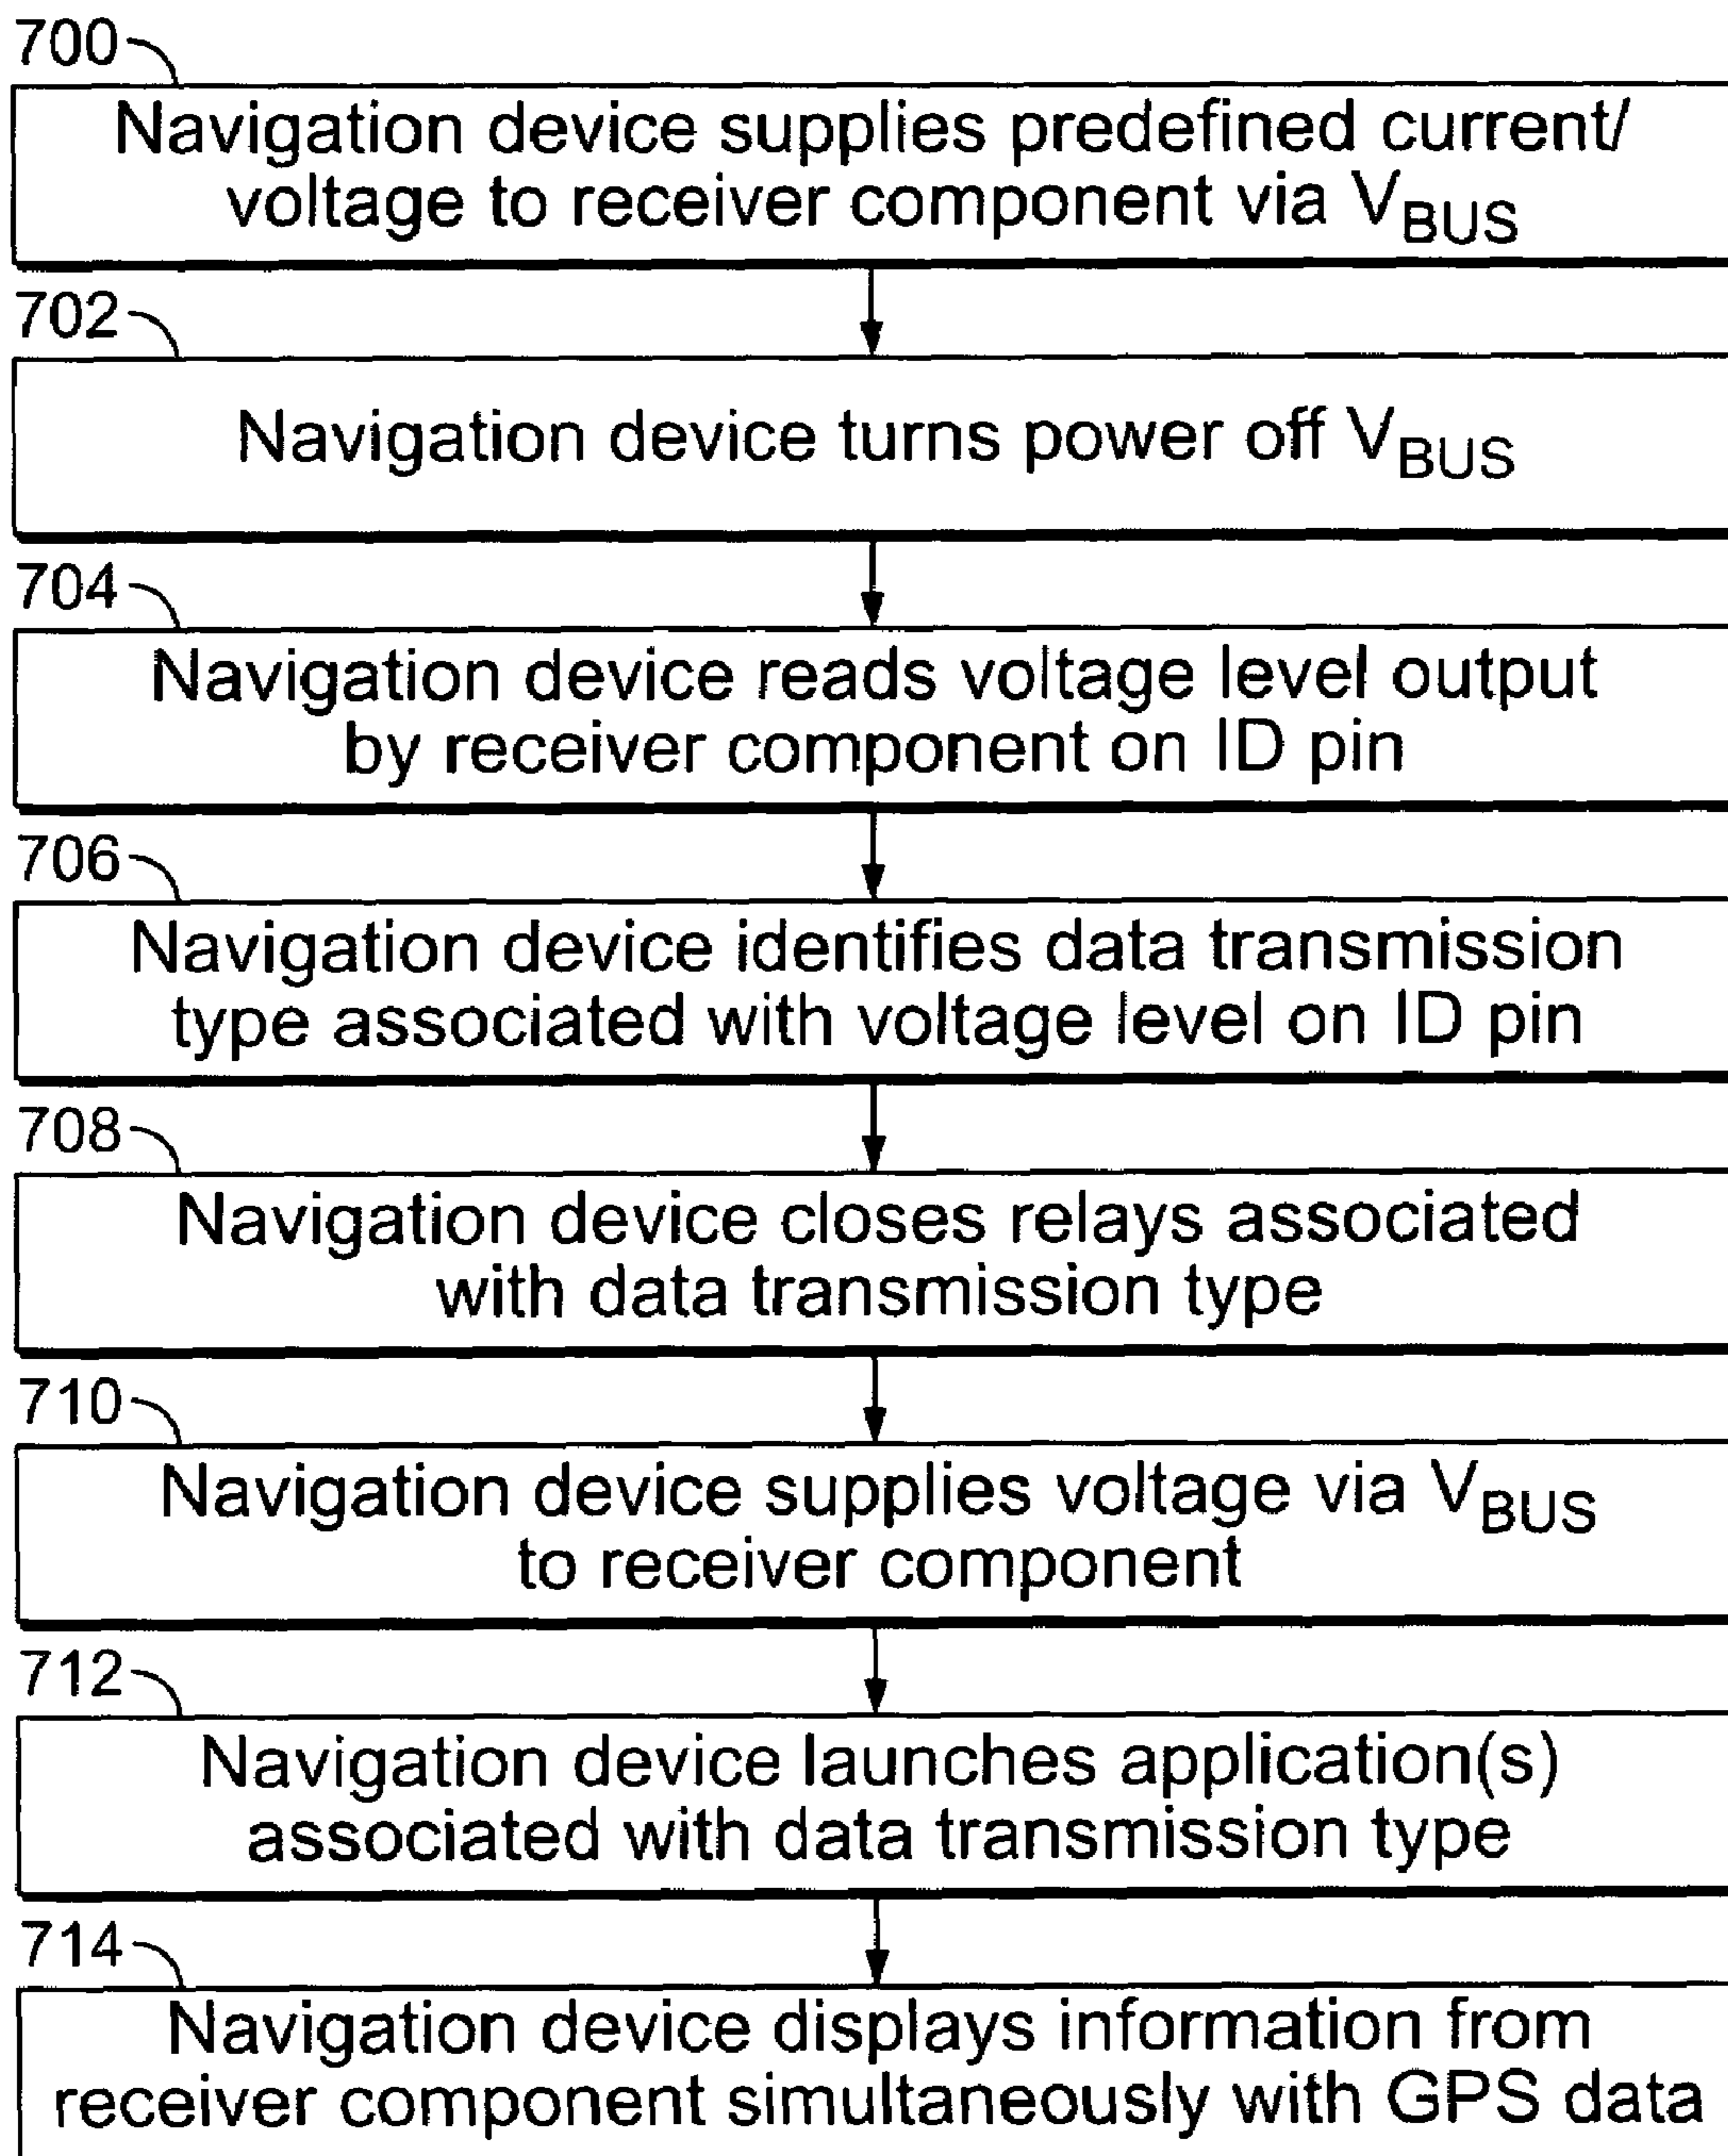 700
Navigation device supplies predefined current/
voltage to receiver component via VBUS
702
Navigation device turns power off VBUS
704
Navigation device reads voltage level output
by receiver component on ID pin
706
Navigation device identifies data transmission
type associated with voltage level on ID pin
708
Navigation device closes relays associated
with data transmission type
710
Navigation device supplies voltage via VBUS
to receiver component
712
Navigation device launches application(s)
associated with data transmission type
714
Navigation device displays information from
receiver component simultaneously with GPS data